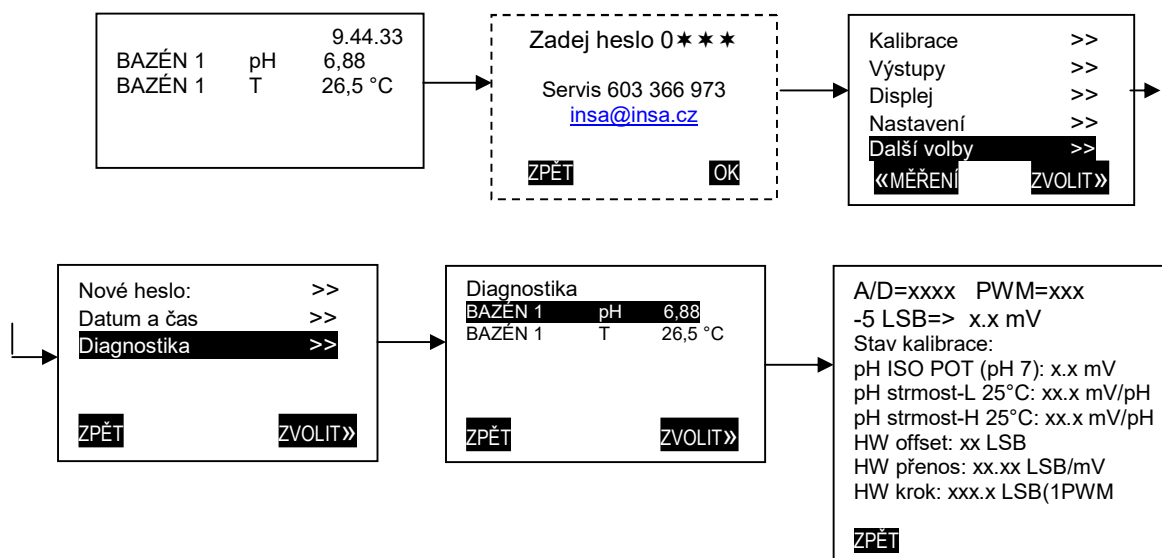 9.44.33
BAZÉN 1 pH 6,88
BAZÉN 1 T 26,5 °C
Zadej heslo 0✶✶✶
Servis 603 366 973
insa@insa.cz
ZPĚT OK
Kalibrace >>
Výstupy >>
Displej >>
Nastavení >>
Další volby >>
«MĚŘENÍ ZVOLIT»
Nové heslo: >>
Datum a čas >>
Diagnostika >>
ZPĚT ZVOLIT»
Diagnostika
BAZÉN 1 pH 6,88
BAZÉN 1 T 26,5 °C
ZPĚT ZVOLIT»
A/D=xxxx PWM=xxx
-5 LSB=> x.x mV
Stav kalibrace:
pH ISO POT (pH 7): x.x mV
pH strmost-L 25°C: xx.x mV/pH
pH strmost-H 25°C: xx.x mV/pH
HW offset: xx LSB
HW přenos: xx.xx LSB/mV
HW krok: xxx.x LSB(1PWM
ZPĚT